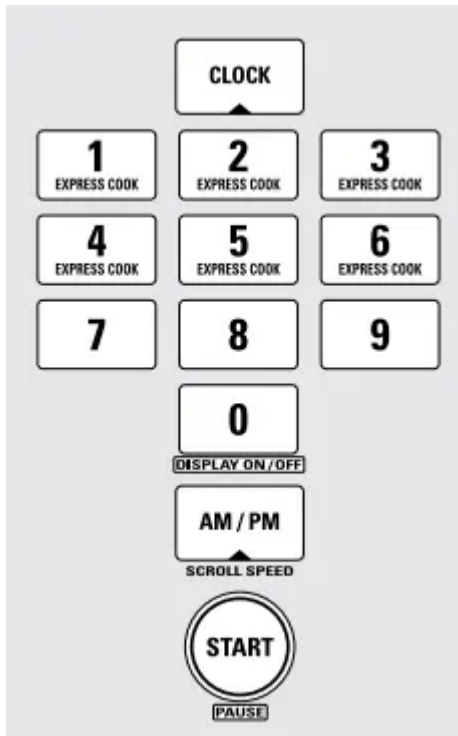 CLOCK
1 2 3
EXPRESS COOK EXPRESS COOK EXPRESS COOK
4 5 6
EXPRESS COOK EXPRESS COOK EXPRESS COOK
7 8 9
0
DISPLAY ON/OFF
AM / PM
SCROLL SPEED
START
PAUSE